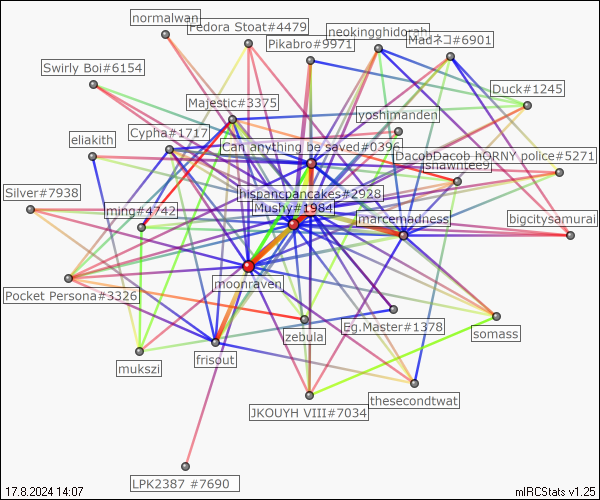 normalwan
Fedora Stoat#4479
neokingghidorah
Pikabro#9971
Madネコ#6901
Swirly Boi#6154
Duck#1245
Majestic#3375
yoshimanden
eliakith
Cypha#1717
Can anything be saved#0396
DacobDacob hORNY police#5271
shawntee9
Silver#7938
hispancpancakes#2928
ming#4742
Mushy#1984
marcemadness
bigcitysamurai
moonraven
Pocket Persona#3326
Eg.Master#1378
somass
zebula
frisout
mukszi
thesecondtwat
JKOUYH VIII#7034
LPK2387 #7690
17.8.2024 14:07
mIRCStats v1.25